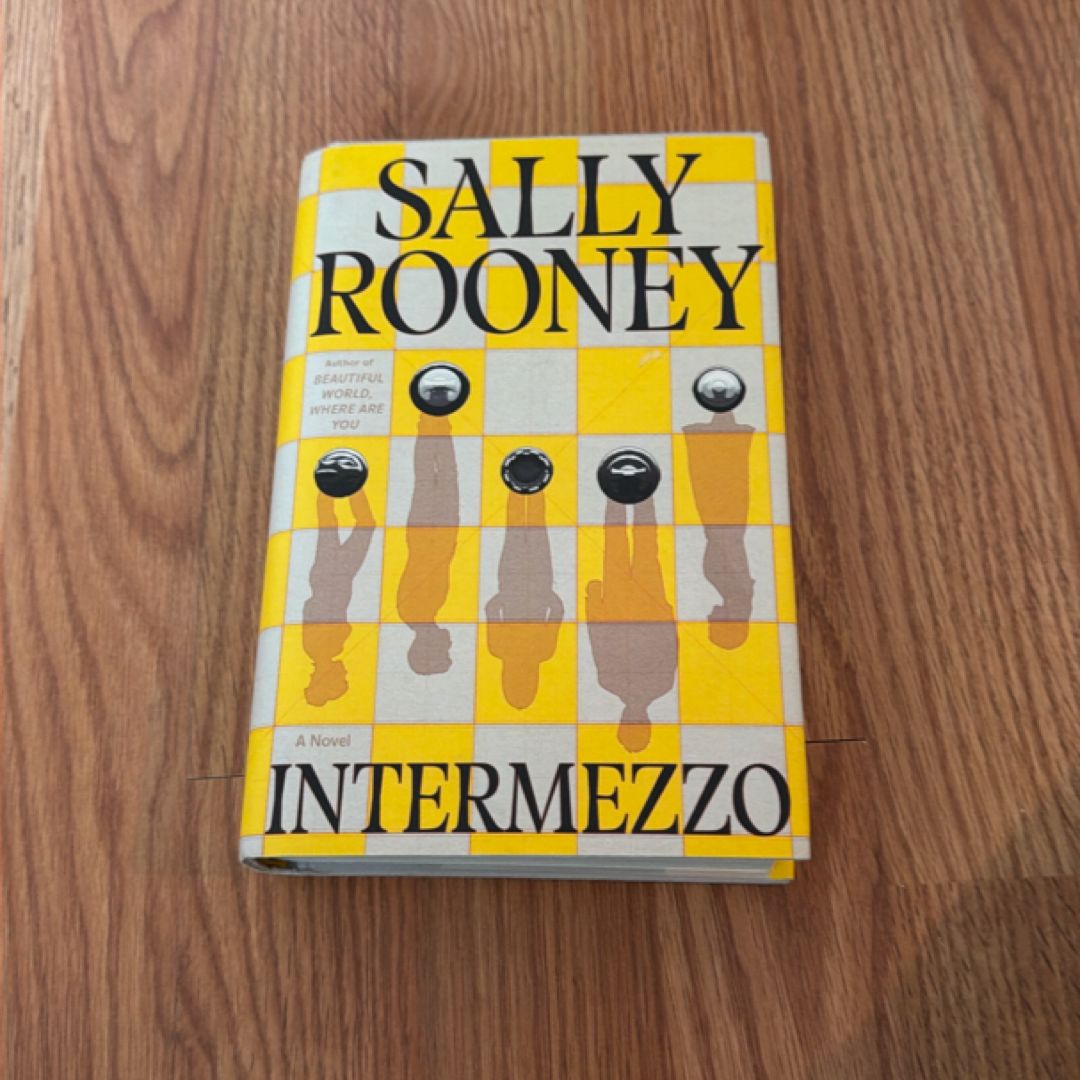 SALLY
ROONEY
Author of
BEAUTIFUL
WORLD,
WHERE ARE
YOU
A Novel
INTERMEZZO